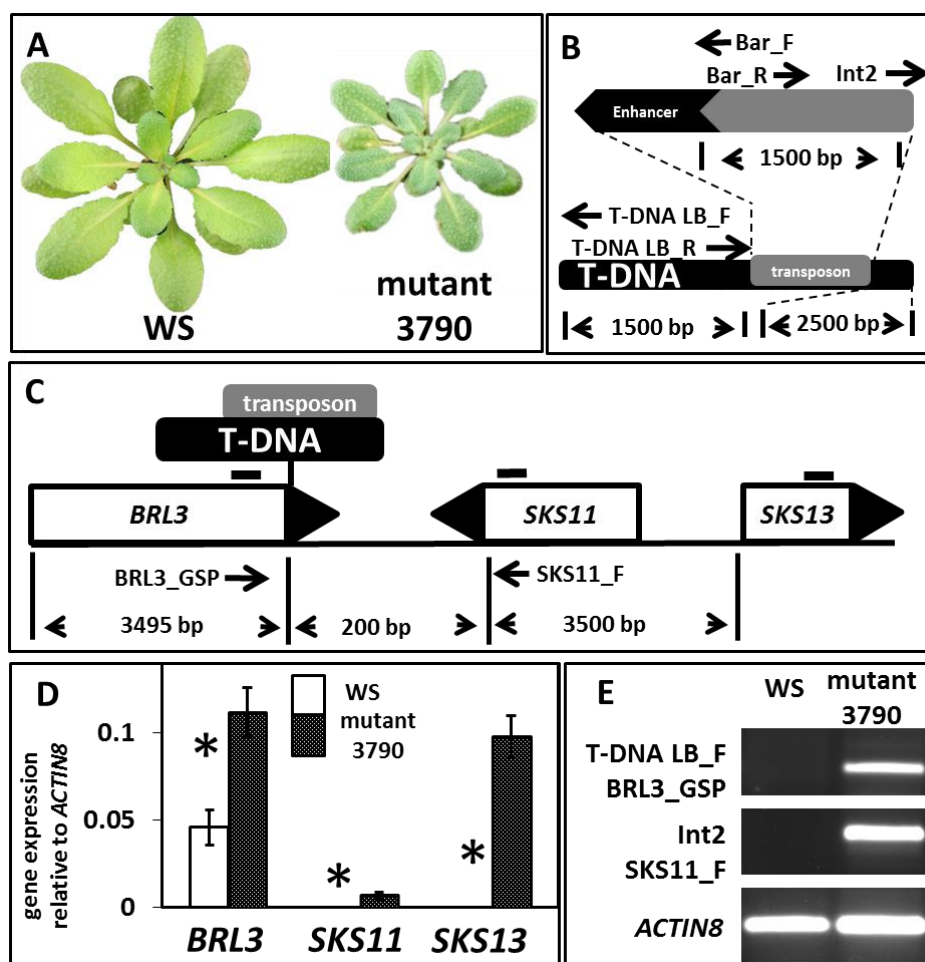 A
WS
mutant
3790
B
Bar_F
Bar_R
Int2
Enhancer
1500 bp
T-DNA LB_F
T-DNA LB_R
T-DNA
transposon
1500 bp
2500 bp
C
transposon
T-DNA
BRL3
SKS11
SKS13
BRL3_GSP
SKS11_F
3495 bp
200 bp
3500 bp
D
gene expression
relative to ACTIN8
0.1
0.05
0
WS
mutant
3790
*
*
*
BRL3
SKS11
SKS13
E
WS
mutant
3790
T-DNA LB_F
BRL3_GSP
Int2
SKS11_F
ACTIN8